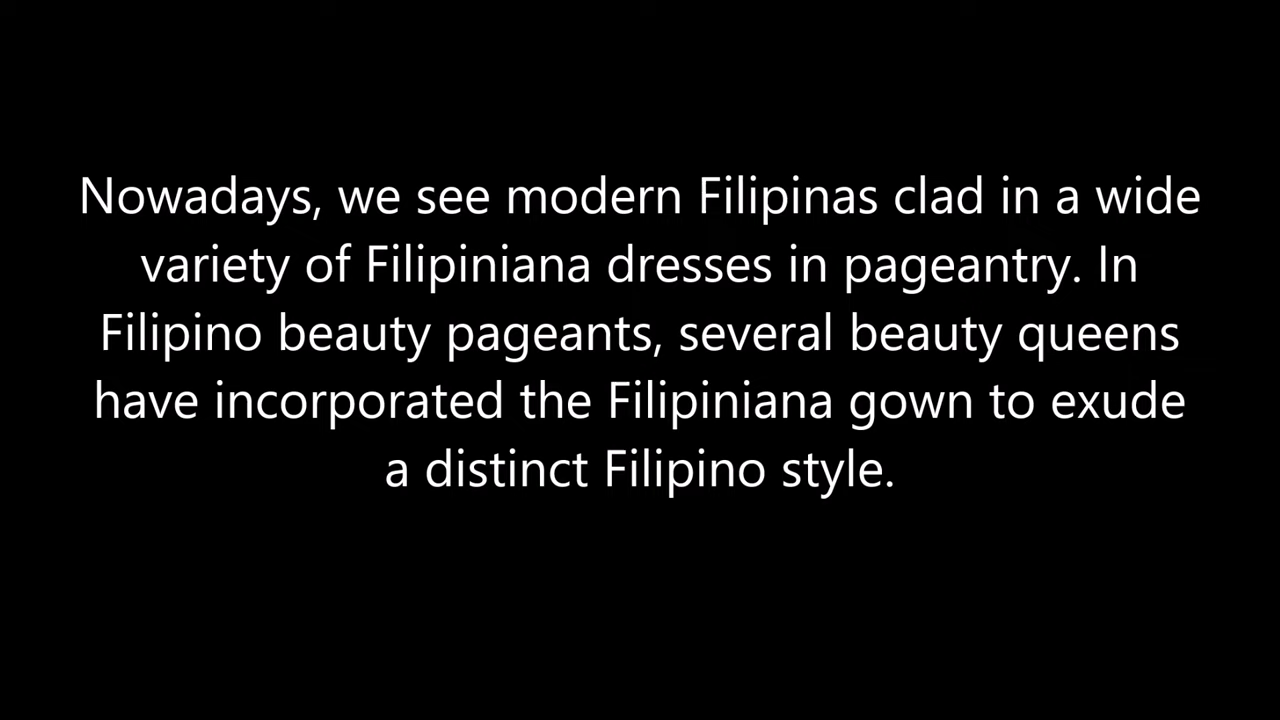 Nowadays, we see modern Filipinas clad in a wide
variety of Filipiniana dresses in pageantry. In
Filipino beauty pageants, several beauty queens
have incorporated the Filipiniana gown to exude
a distinct Filipino style.